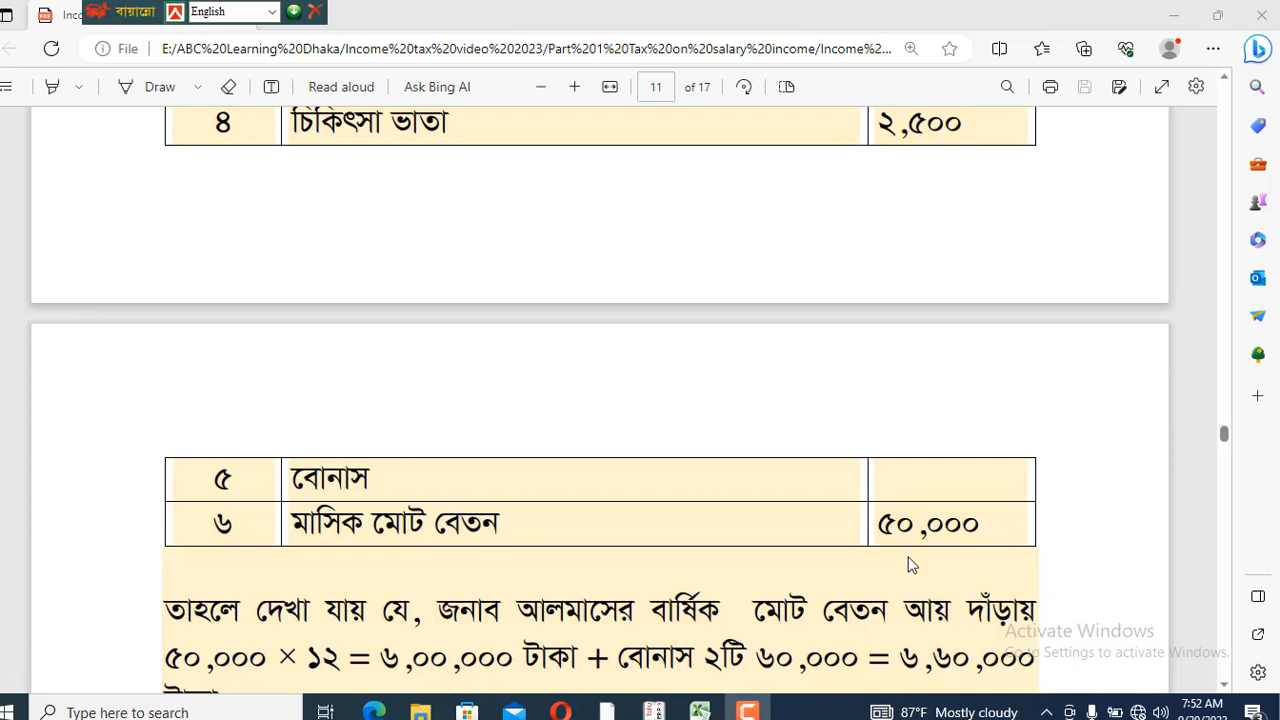 Inco
বায়ান্নো English
File E:/ABC%20Learning%20Dhaka/Income%20tax%20video%202023/Part%201%20Tax%20on%20salary%20income/Income%2...
Draw Read aloud Ask Bing AI 11 of 17
৪ চিকিৎসা ভাতা ২,৫০০
৫ বোনাস
৬ মাসিক মোট বেতন ৫০,০০০
তাহলে দেখা যায় যে, জনাব আলমাসের বার্ষিক মোট বেতন আয় দাঁড়ায়
৫০,০০০ × ১২ = ৬,০০,০০০ টাকা + বোনাস ২টি ৬০,০০০ = ৬,৬০,০০০
Activate Windows
Go to Settings to activate Windows.
Type here to search 87°F Mostly cloudy 7:52 AM